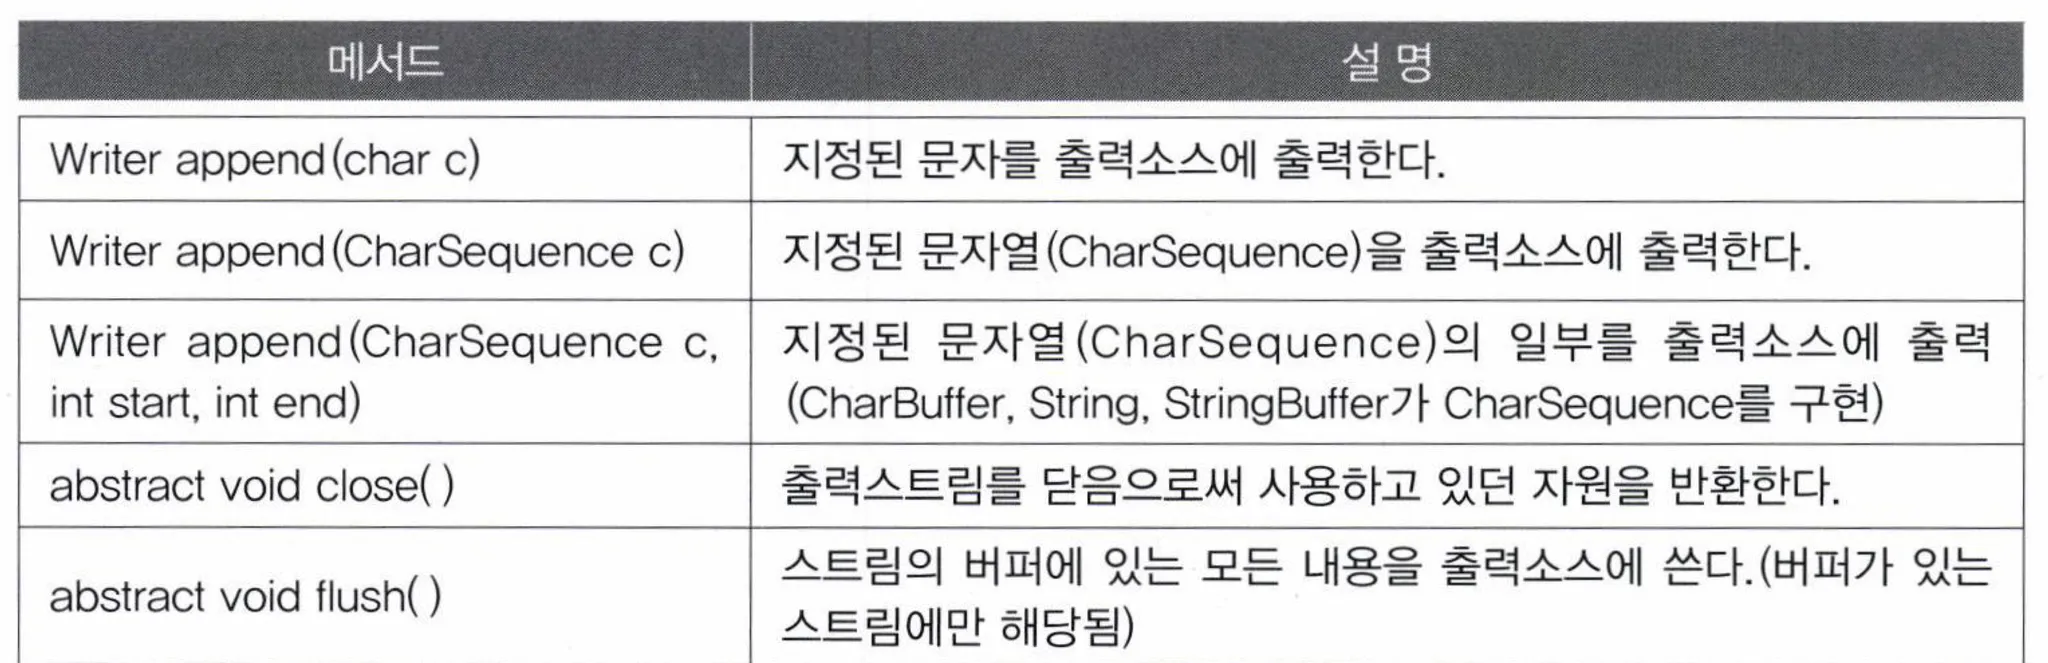 메서드 설 명
Writer append(char c) 지정된 문자를 출력소스에 출력한다.
Writer append(CharSequence c) 지정된 문자열(CharSequence)을 출력소스에 출력한다.
Writer append(CharSequence c,
int start, int end)
지정된 문자열(CharSequence)의 일부를 출력소스에 출력
(CharBuffer, String, StringBuffer가 CharSequence를 구현)
abstract void close( ) 출력스트림를 닫음으로써 사용하고 있던 자원을 반환한다.
abstract void flush( )
스트림의 버퍼에 있는 모든 내용을 출력소스에 쓴다.(버퍼가 있는
스트림에만 해당됨)